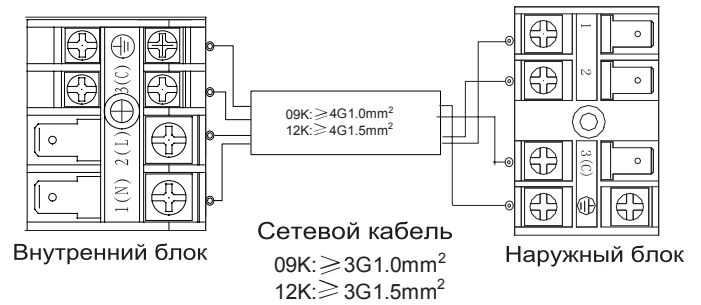 3(C)
2(L)
1(N)
09K:≥4G1.0mm²
12K:≥4G1.5mm²
1
2
3(C)
Внутренний блок
Сетевой кабель
09K:≥3G1.0mm²
12K:≥3G1.5mm²
Наружный блок